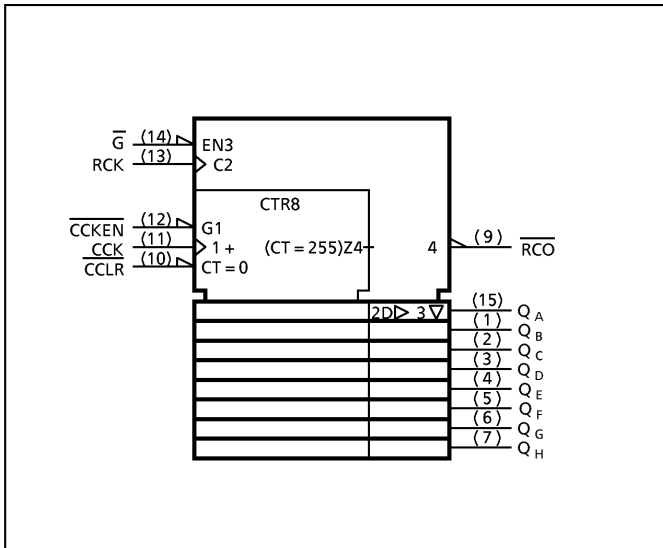 G̅ (14) EN3
RCK (13) C2
CTR8
C̅C̅K̅E̅N̅ (12) G1
CCK (11) 1 + (CT = 255)Z4 4 (9) R̅C̅O̅
C̅C̅L̅R̅ (10) CT = 0
2D▷ 3▽ (15) Q A
(1) Q B
(2) Q C
(3) Q D
(4) Q E
(5) Q F
(6) Q G
(7) Q H